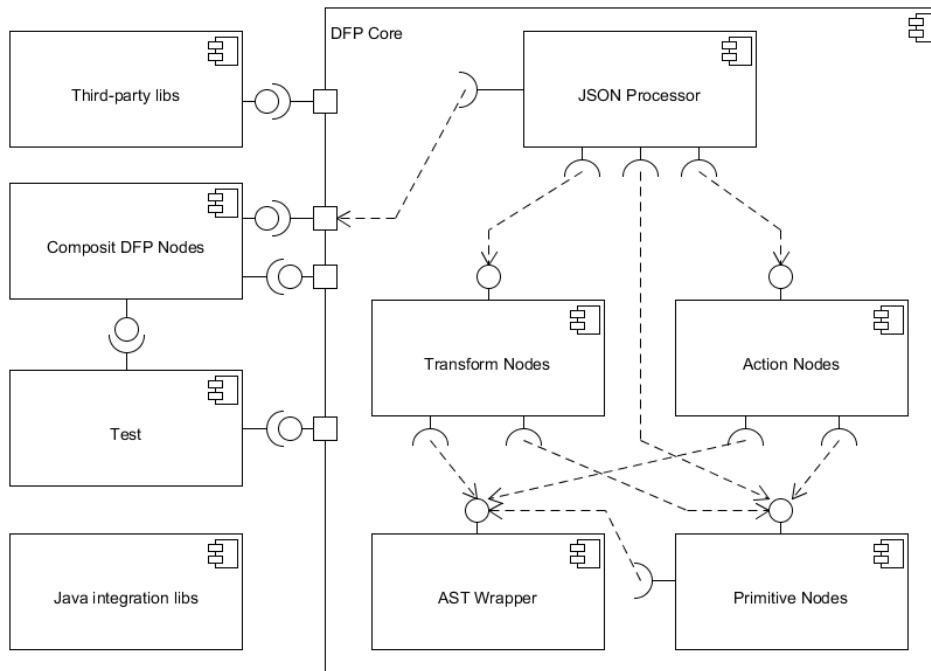 DFP Core
Third-party libs
JSON Processor
Composit DFP Nodes
Transform Nodes
Action Nodes
Test
Java integration libs
AST Wrapper
Primitive Nodes